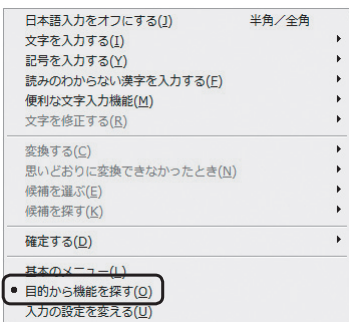 日本語入力をオフにする(J) 半角／全角
文字を入力する(I)
記号を入力する(Y)
読みのわからない漢字を入力する(F)
便利な文字入力機能(M)
文字を修正する(R)
変換する(C)
思いどおりに変換できなかったとき(N)
候補を選ぶ(E)
候補を探す(K)
確定する(D)
基本のメニュー(L)
目的から機能を探す(O)
入力の設定を変える(U)